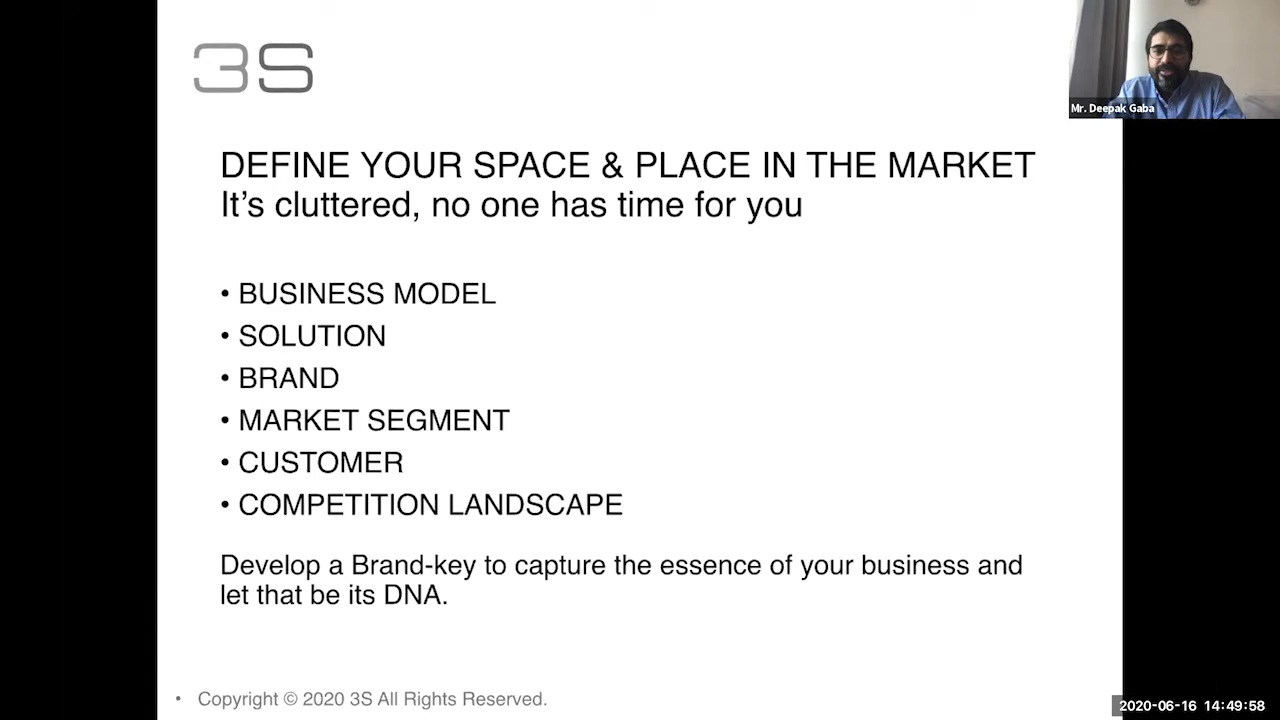 3S
Mr. Deepak Gaba
DEFINE YOUR SPACE & PLACE IN THE MARKET
It’s cluttered, no one has time for you
• BUSINESS MODEL
• SOLUTION
• BRAND
• MARKET SEGMENT
• CUSTOMER
• COMPETITION LANDSCAPE
Develop a Brand-key to capture the essence of your business and
let that be its DNA.
• Copyright © 2020 3S All Rights Reserved.
2020-06-16 14:49:58